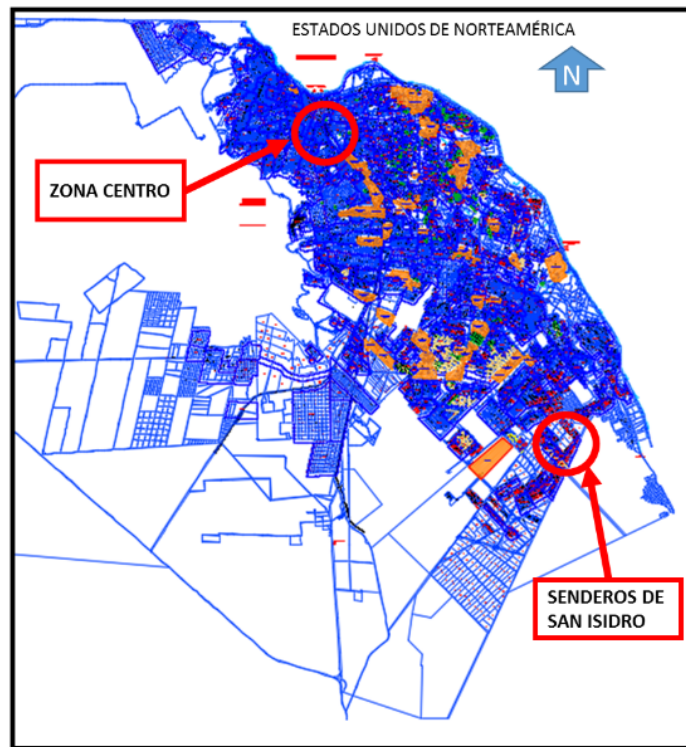 ESTADOS UNIDOS DE NORTEAMÉRICA
N
ZONA CENTRO
SENDEROS DE
SAN ISIDRO